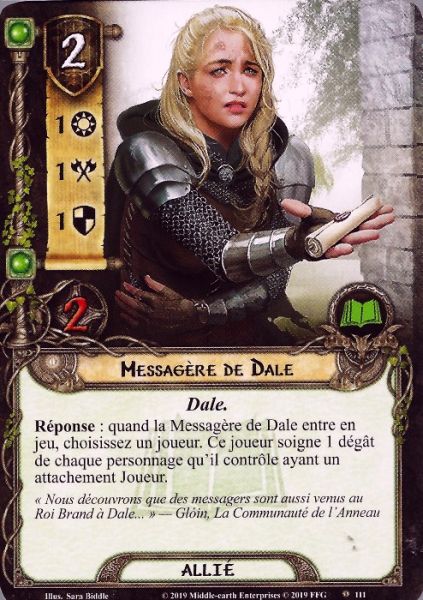 2
1
1
1
2
Messagère de Dale
Dale.
Réponse : quand la Messagère de Dale entre en
jeu, choisissez un joueur. Ce joueur soigne 1 dégât
de chaque personnage qu'il contrôle ayant un
attachement Joueur.
« Nous découvrons que des messagers sont aussi venus au
Roi Brand à Dale... » — Glóin, La Communauté de l'Anneau
ALLIÉ
Illus. Sara Biddle © 2019 Middle-earth Enterprises © 2019 FFG 111